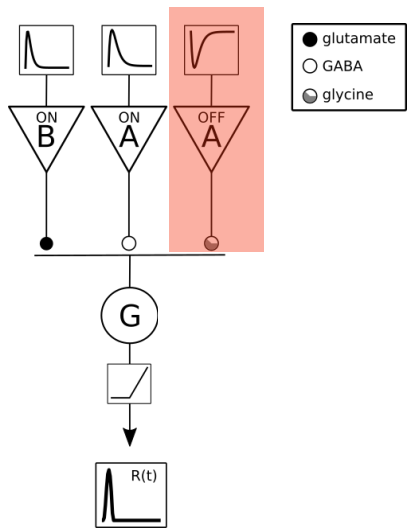 glutamate
GABA
glycine
ON
B
ON
A
OFF
A
G
R(t)